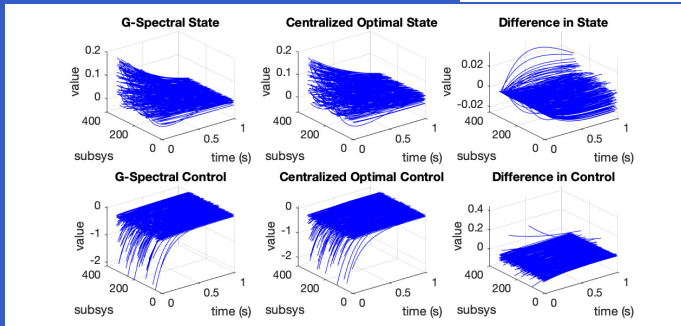 G-Spectral State Centralized Optimal State Difference in State
0.2 0.2
value 0.1 value 0.1 value 0.02
0 0 0
-0.02
400 400 400
200 1 200 1 200 1
0.5 0.5 0.5
subsys 0 0 time (s) subsys 0 0 time (s) subsys 0 0 time (s)
G-Spectral Control Centralized Optimal Control Difference in Control
0 0 0.4
value -1 value -1 value 0.2
-2 -2 0
400 400 400
200 1 200 1 200 1
0.5 0.5 0.5
subsys 0 0 time (s) subsys 0 0 time (s) subsys 0 0 time (s)